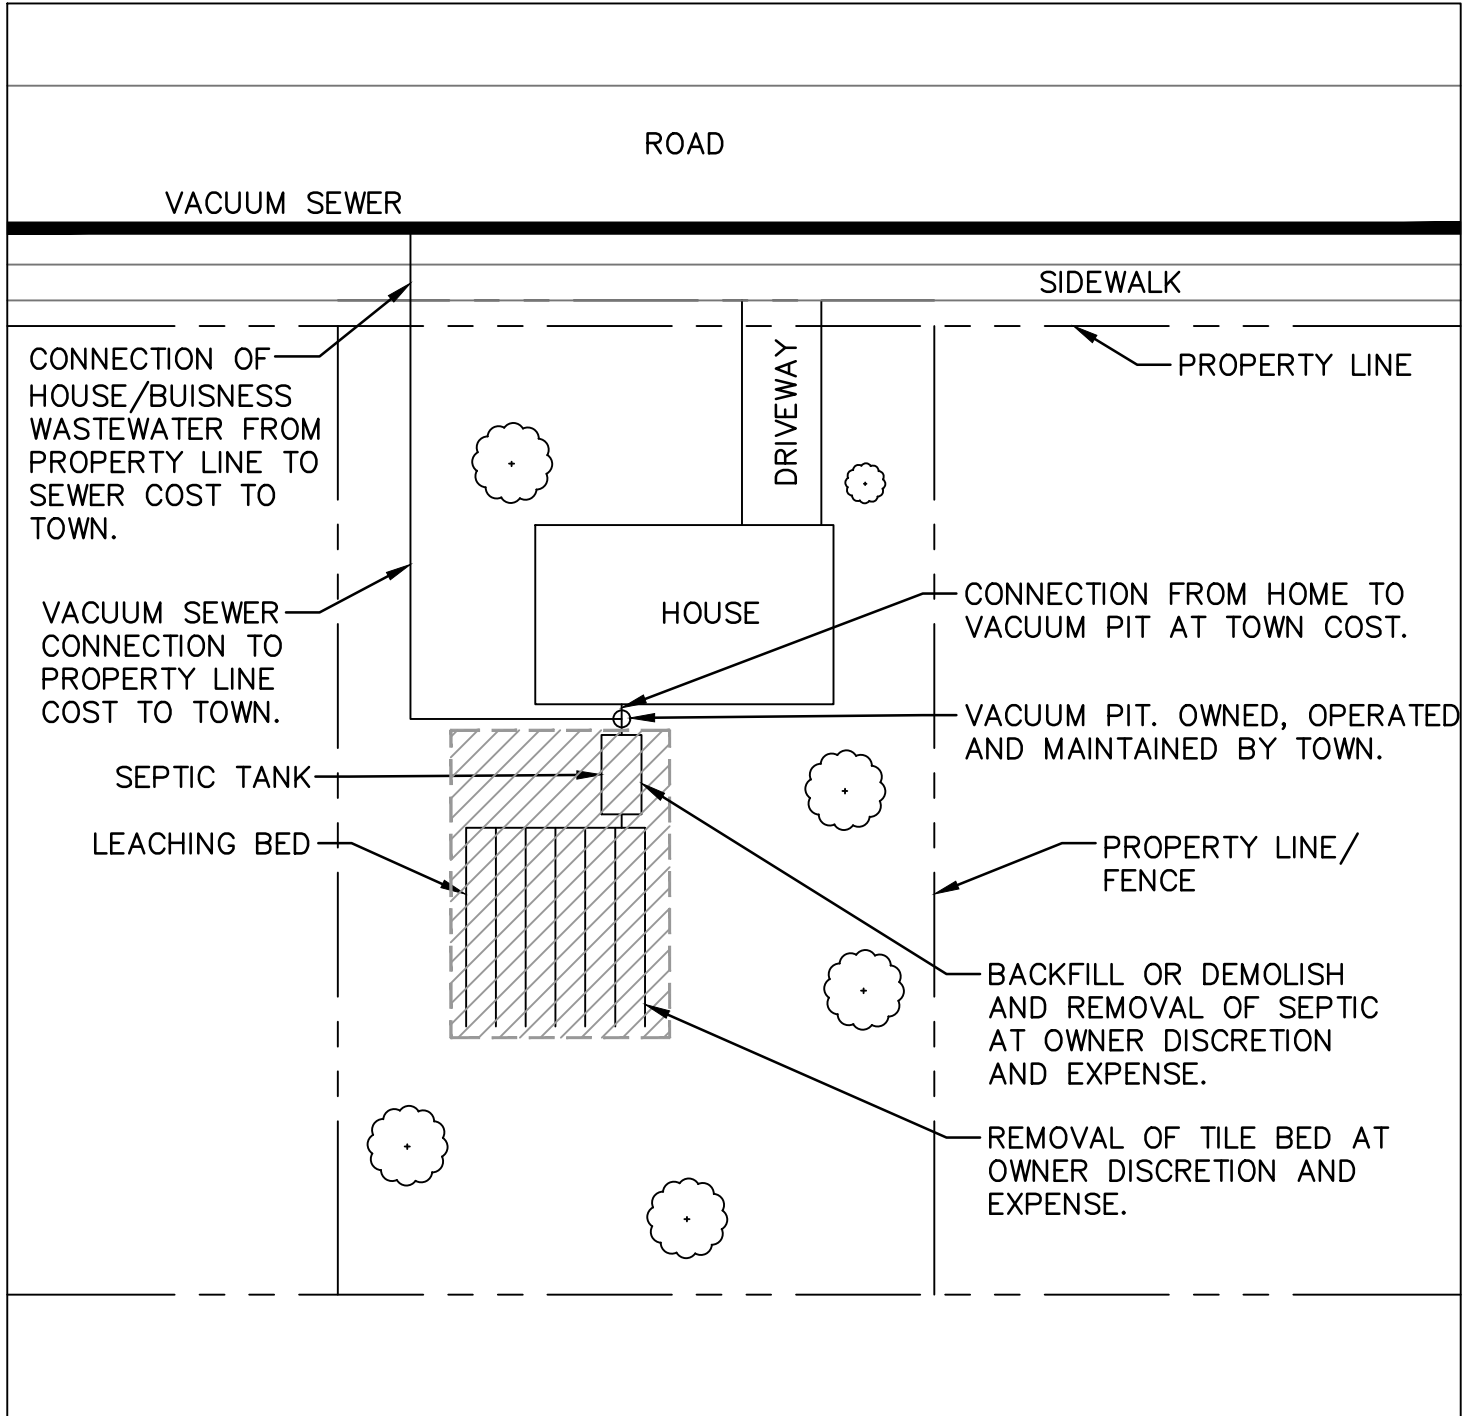 ROAD
VACUUM SEWER
SIDEWALK
CONNECTION OF
HOUSE/BUISNESS
WASTEWATER FROM
PROPERTY LINE TO
SEWER COST TO
TOWN.
PROPERTY LINE
DRIVEWAY
VACUUM SEWER
CONNECTION TO
PROPERTY LINE
COST TO TOWN.
HOUSE
CONNECTION FROM HOME TO
VACUUM PIT AT TOWN COST.
VACUUM PIT. OWNED, OPERATED
AND MAINTAINED BY TOWN.
SEPTIC TANK
LEACHING BED
PROPERTY LINE/
FENCE
BACKFILL OR DEMOLISH
AND REMOVAL OF SEPTIC
AT OWNER DISCRETION
AND EXPENSE.
REMOVAL OF TILE BED AT
OWNER DISCRETION AND
EXPENSE.